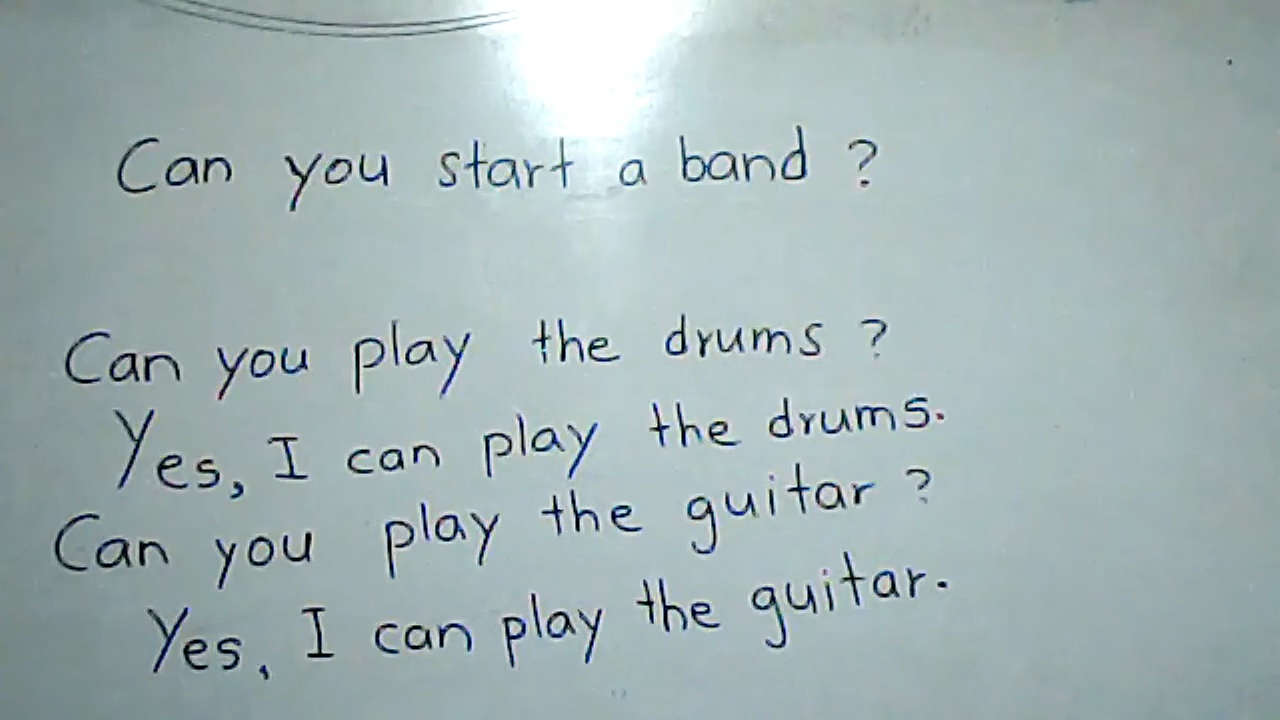 Can you start a band ?
Can you play the drums ?
Yes, I can play the drums.
Can you play the guitar ?
Yes, I can play the guitar.